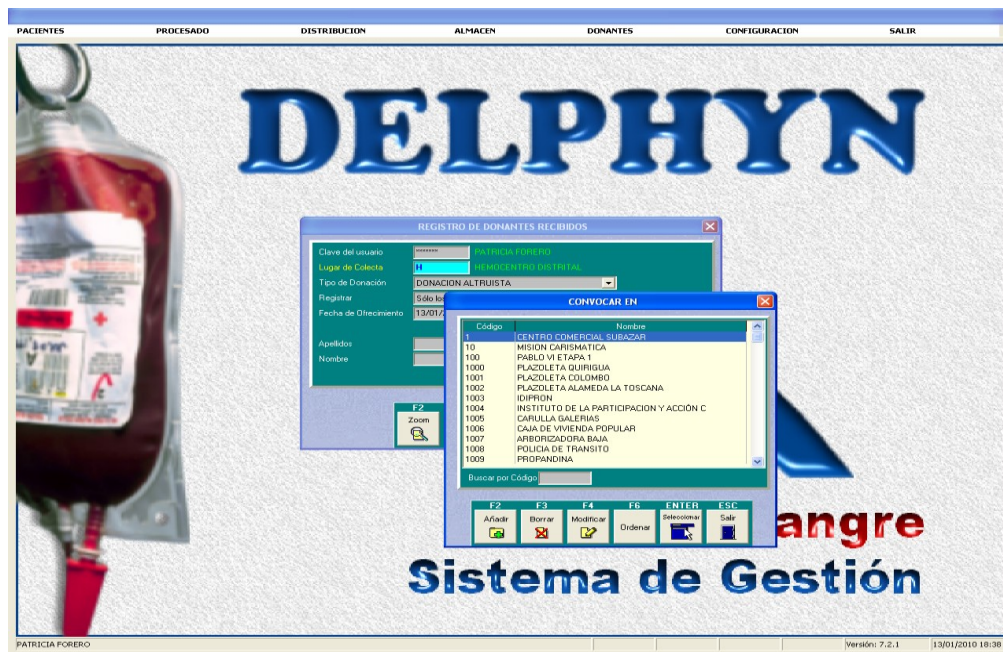 PACIENTES PROCESADO DISTRIBUCION ALMACEN DONANTES CONFIGURACION SALIR
DELPHYN
REGISTRO DE DONANTES RECIBIDOS
Clave del usuario ******* PATRICIA FORERO
Lugar de Colecta H HEMOCENTRO DISTRITAL
Tipo de Donación DONACION ALTRUISTA
Registrar Sólo los
Fecha de Ofrecimiento 13/01/
Apellidos
Nombre
F2
Zoom
CONVOCAR EN
Código Nombre
1 CENTRO COMERCIAL SUBAZAR
10 MISION CARISMATICA
100 PABLO VI ETAPA 1
1000 PLAZOLETA QUIRIGUA
1001 PLAZOLETA COLOMBO
1002 PLAZOLETA ALAMEDA LA TOSCANA
1003 IDIPRON
1004 INSTITUTO DE LA PARTICIPACION Y ACCIÓN C
1005 CARULLA GALERIAS
1006 CAJA DE VIVIENDA POPULAR
1007 ARBORIZADORA BAJA
1008 POLICIA DE TRANSITO
1009 PROPANDINA
Buscar por Código
F2 F3 F4 F6 ENTER ESC
Añadir Borrar Modificar Ordenar Seleccionar Salir
angre
Sistema de Gestión
PATRICIA FORERO Versión: 7.2.1 13/01/2010 18:38